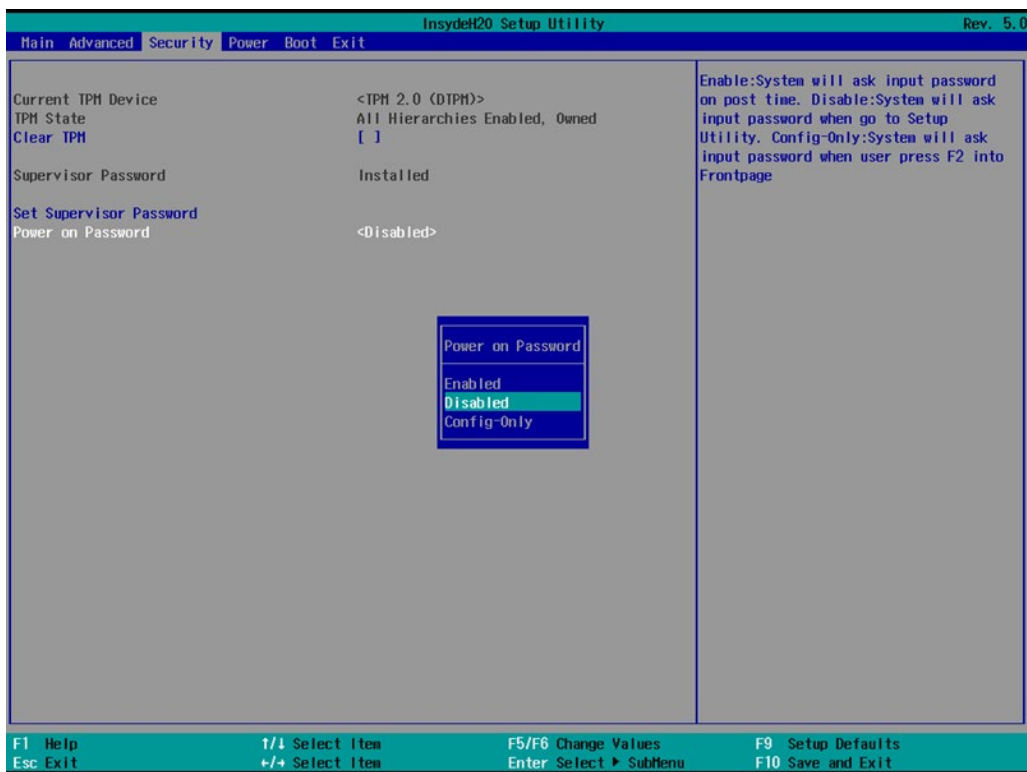 InsydeH2O Setup Utility Rev. 5.0
Main Advanced Security Power Boot Exit
Current TPM Device <TPM 2.0 (DTPM)>
TPM State All Hierarchies Enabled, Owned
Clear TPM [ ]
Supervisor Password Installed
Set Supervisor Password
Power on Password <Disabled>
Enable:System will ask input password
on post time. Disable:System will ask
input password when go to Setup
Utility. Config-Only:System will ask
input password when user press F2 into
Frontpage
Power on Password
Enabled
Disabled
Config-Only
F1 Help ↑/↓ Select Item F5/F6 Change Values F9 Setup Defaults
Esc Exit ←/→ Select Item Enter Select ▶ SubMenu F10 Save and Exit